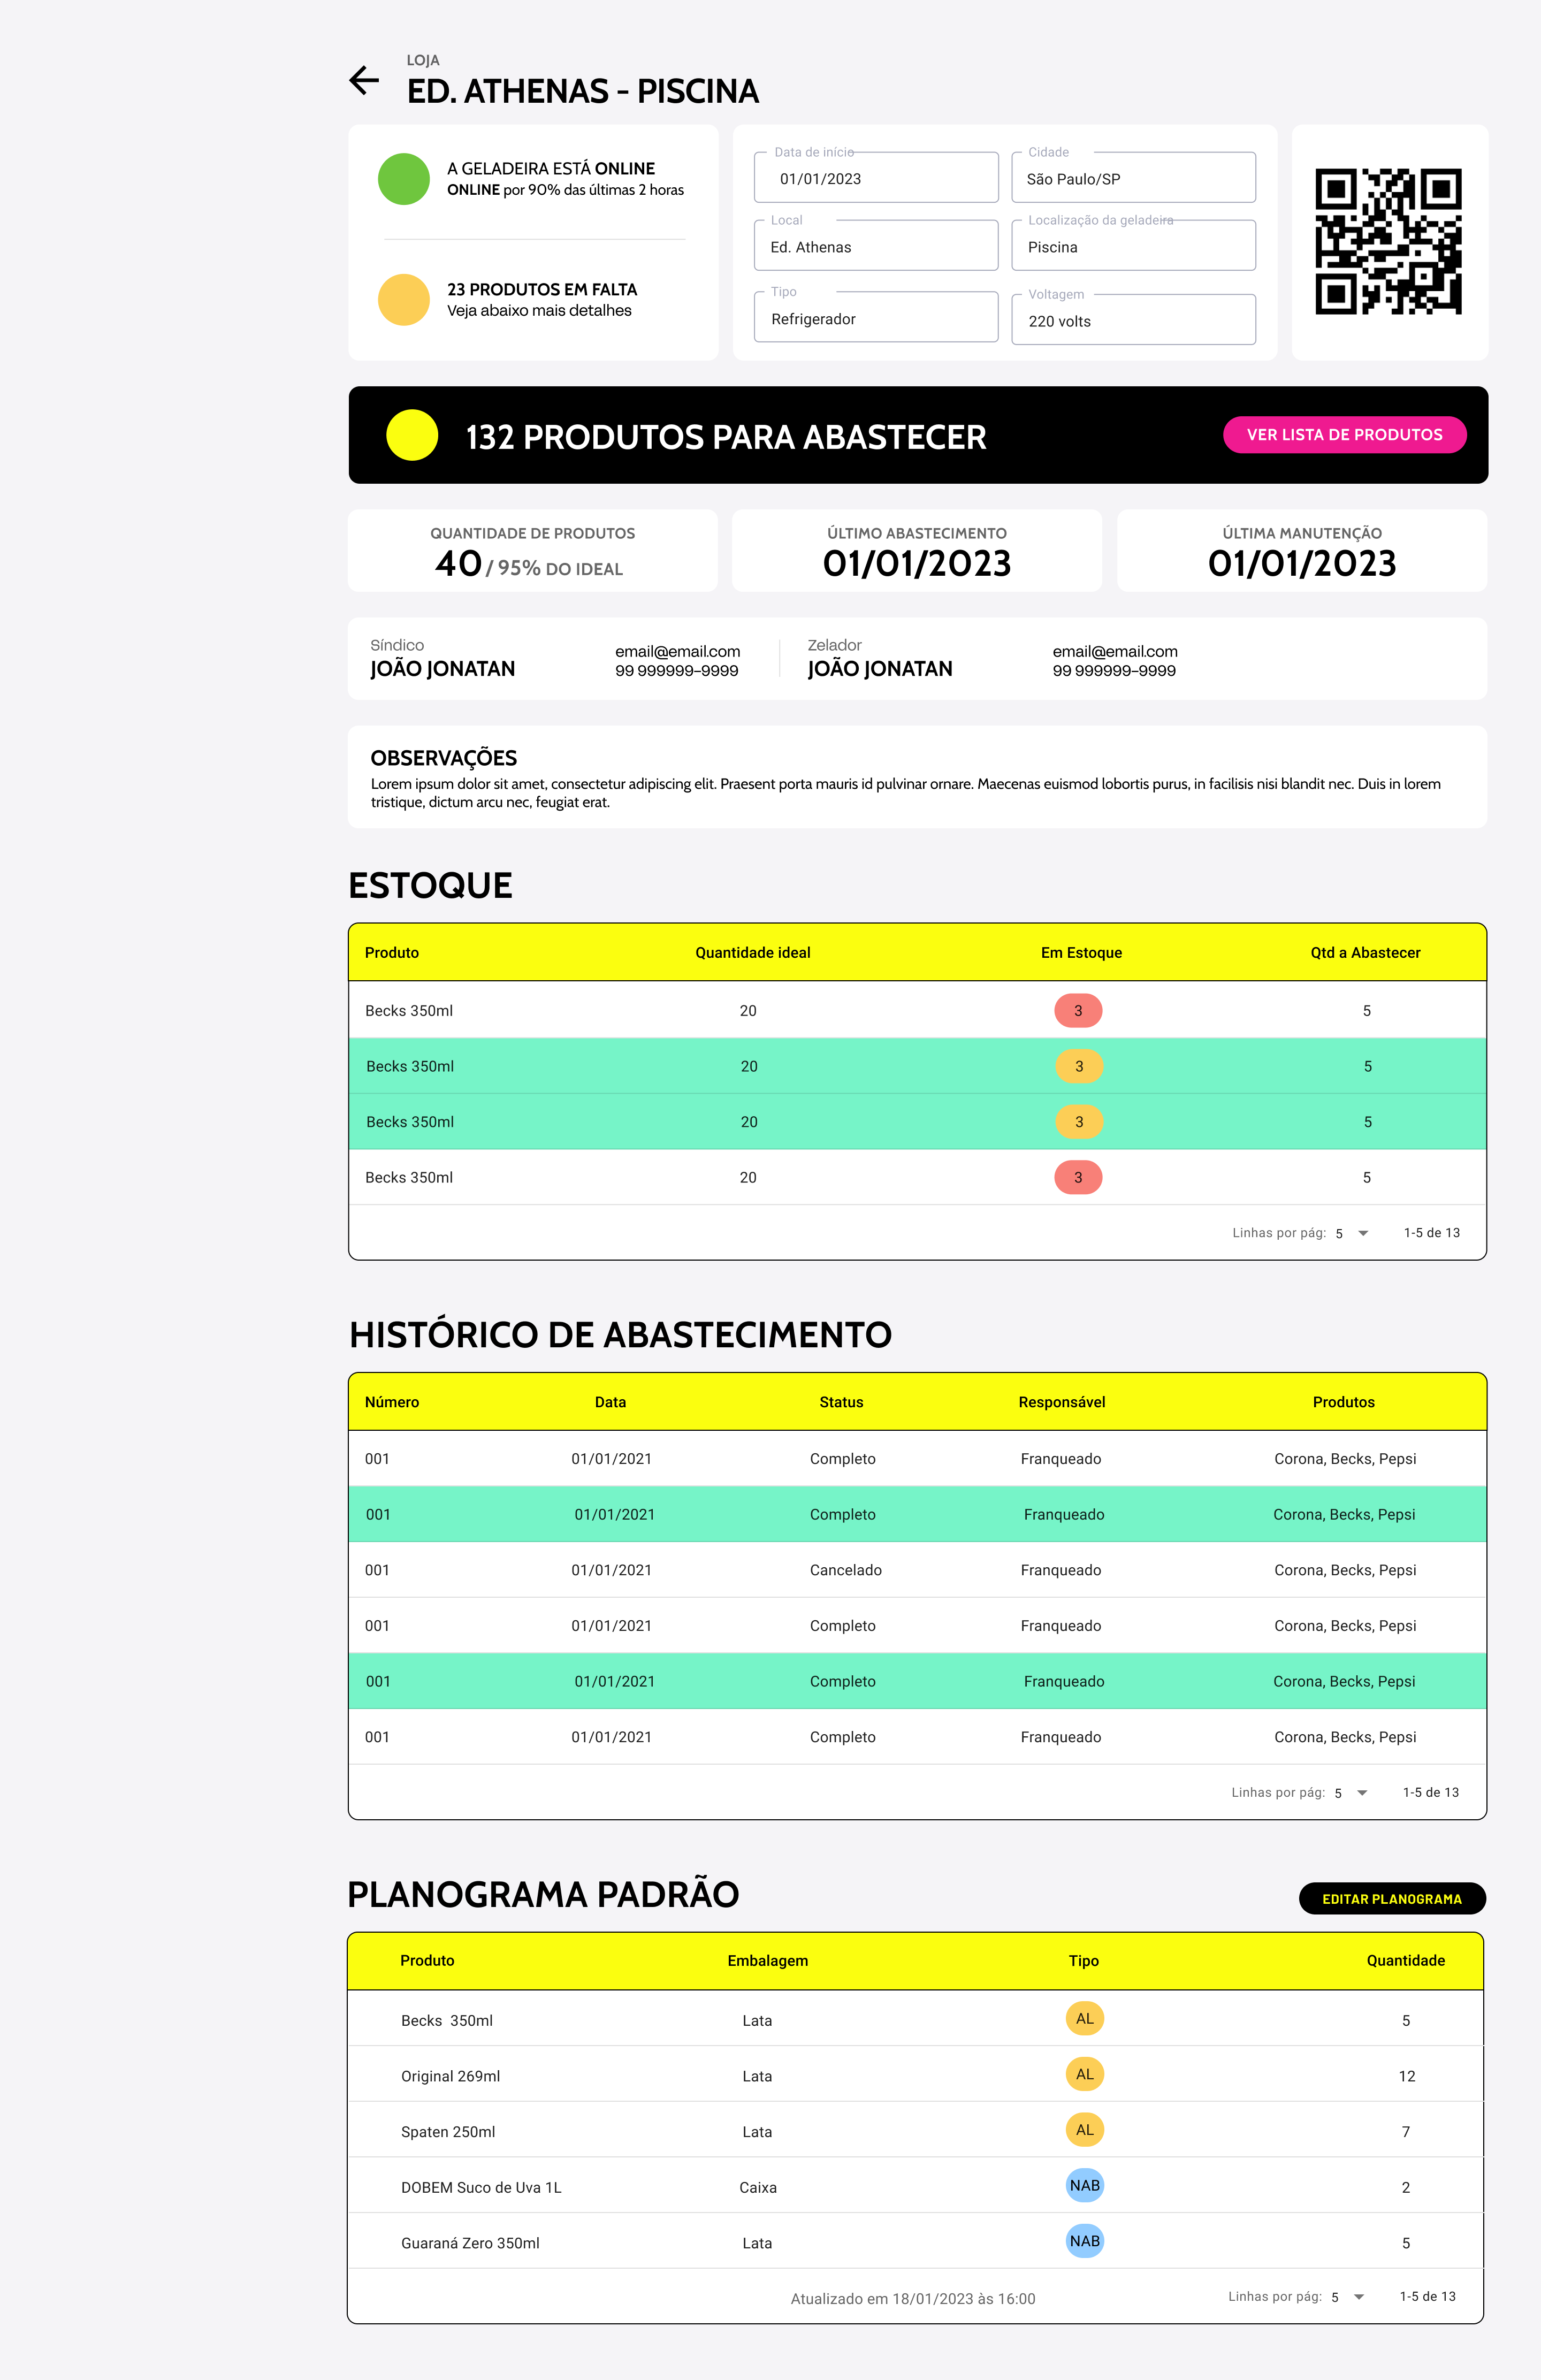 LOJA
ED. ATHENAS - PISCINA
A GELADEIRA ESTÁ ONLINE
ONLINE por 90% das últimas 2 horas
23 PRODUTOS EM FALTA
Veja abaixo mais detalhes
Data de início
01/01/2023
Cidade
São Paulo/SP
Local
Ed. Athenas
Localização da geladeira
Piscina
Tipo
Refrigerador
Voltagem
220 volts
132 PRODUTOS PARA ABASTECER
VER LISTA DE PRODUTOS
QUANTIDADE DE PRODUTOS
40 / 95% DO IDEAL
ÚLTIMO ABASTECIMENTO
01/01/2023
ÚLTIMA MANUTENÇÃO
01/01/2023
Síndico
JOÃO JONATAN
email@email.com
99 999999-9999
Zelador
JOÃO JONATAN
email@email.com
99 999999-9999
OBSERVAÇÕES
Lorem ipsum dolor sit amet, consectetur adipiscing elit. Praesent porta mauris id pulvinar ornare. Maecenas euismod lobortis purus, in facilisis nisi blandit nec. Duis in lorem
tristique, dictum arcu nec, feugiat erat.
ESTOQUE
Produto Quantidade ideal Em Estoque Qtd a Abastecer
Becks 350ml 20 3 5
Becks 350ml 20 3 5
Becks 350ml 20 3 5
Becks 350ml 20 3 5
Linhas por pág: 5 1-5 de 13
HISTÓRICO DE ABASTECIMENTO
Número Data Status Responsável Produtos
001 01/01/2021 Completo Franqueado Corona, Becks, Pepsi
001 01/01/2021 Completo Franqueado Corona, Becks, Pepsi
001 01/01/2021 Cancelado Franqueado Corona, Becks, Pepsi
001 01/01/2021 Completo Franqueado Corona, Becks, Pepsi
001 01/01/2021 Completo Franqueado Corona, Becks, Pepsi
001 01/01/2021 Completo Franqueado Corona, Becks, Pepsi
Linhas por pág: 5 1-5 de 13
PLANOGRAMA PADRÃO
EDITAR PLANOGRAMA
Produto Embalagem Tipo Quantidade
Becks 350ml Lata AL 5
Original 269ml Lata AL 12
Spaten 250ml Lata AL 7
DOBEM Suco de Uva 1L Caixa NAB 2
Guaraná Zero 350ml Lata NAB 5
Atualizado em 18/01/2023 às 16:00 Linhas por pág: 5 1-5 de 13